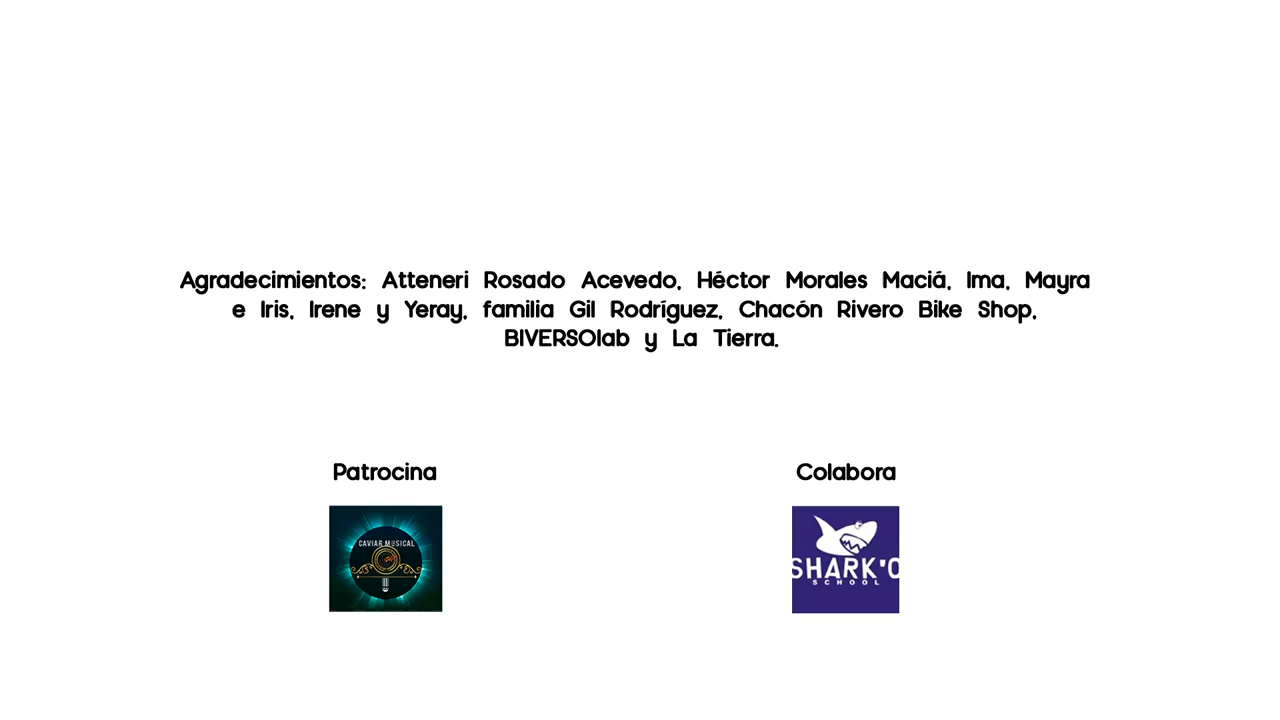 Agradecimientos: Atteneri Rosado Acevedo, Héctor Morales Maciá, Ima, Mayra
e Iris, Irene y Yeray, familia Gil Rodríguez, Chacón Rivero Bike Shop,
BIVERSOlab y La Tierra.
Patrocina
Colabora
CAVIAR MUSICAL
SHARK'O
SCHOOL